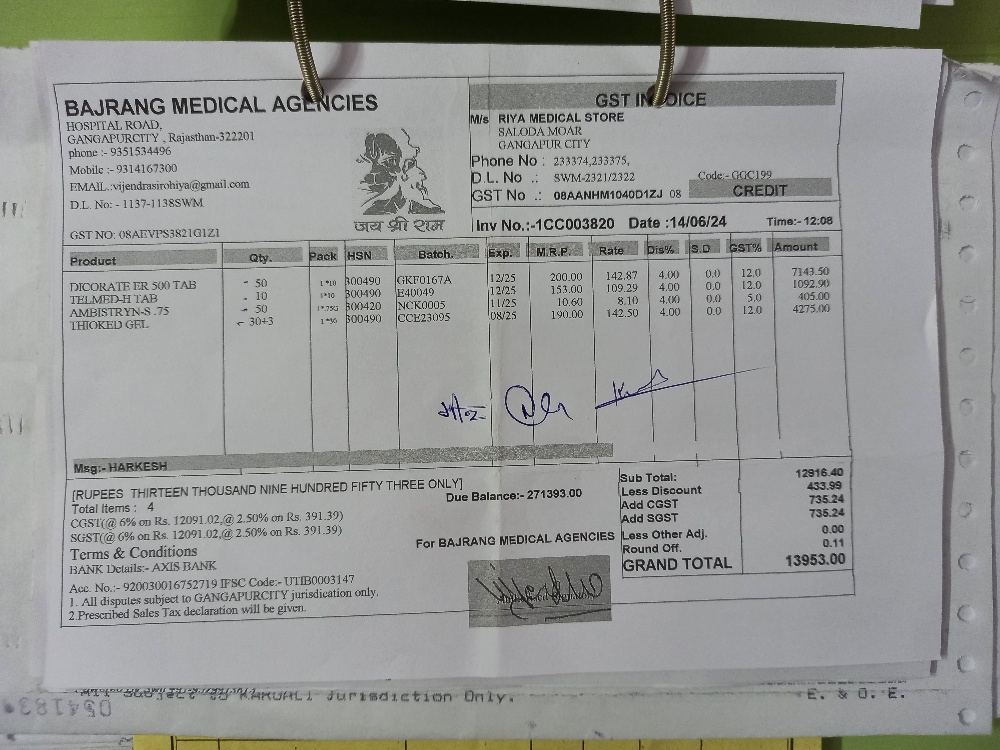 BAJRANG MEDICAL AGENCIES
HOSPITAL ROAD,
GANGAPURCITY , Rajasthan-322201
phone :- 9351534496
Mobile :- 9314167300
EMAIL :vijendrasirohiya@gmail.com
D.L. No: - 1137-1138SWM
GST NO: 08AEVPS3821G1Z1
जय श्री राम
GST INVOICE
M/s RIYA MEDICAL STORE
SALODA MOAR
GANGAPUR CITY
Phone No : 233374,233375,
D.L. No .: SWM-2321/2322 Code:- GGC199
GST No .: 08AANHM1040D1ZJ 08 CREDIT
Inv No.:-1CC003820 Date :14/06/24 Time:- 12:08
Product Qty. Pack HSN Batch. Exp. M.R.P. Rate Dis% S.D GST% Amount
DICORATE ER 500 TAB - 50 1*10 300490 GKF0167A 12/25 200.00 142.87 4.00 0.0 12.0 7143.50
TELMED-H TAB - 10 1*10 300490 E40049 12/25 153.00 109.29 4.00 0.0 12.0 1092.90
AMBISTRYN-S .75 - 50 1*.75G 300420 NCK0005 11/25 10.60 8.10 4.00 0.0 5.0 405.00
THIOKED GEL - 30+3 300490 CCE23095 08/25 190.00 142.50 4.00 0.0 12.0 4275.00
Msg:- HARKESH
[RUPEES THIRTEEN THOUSAND NINE HUNDRED FIFTY THREE ONLY]
Total Items : 4 Due Balance:- 271393.00
CGST(@ 6% on Rs. 12091.02,@ 2.50% on Rs. 391.39)
SGST(@ 6% on Rs. 12091.02,@ 2.50% on Rs. 391.39)
Terms & Conditions
BANK Details:- AXIS BANK
Acc. No.:- 920030016752719 IFSC Code:- UTIB0003147
1. All disputes subject to GANGAPURCITY jurisdication only.
2.Prescribed Sales Tax declaration will be given.
For BAJRANG MEDICAL AGENCIES
Sub Total: 12916.40
Less Discount 433.99
Add CGST 735.24
Add SGST 735.24
Less Other Adj. 0.00
Round Off. 0.11
GRAND TOTAL 13953.00
Jurisdiction Only.
E. & O. E.